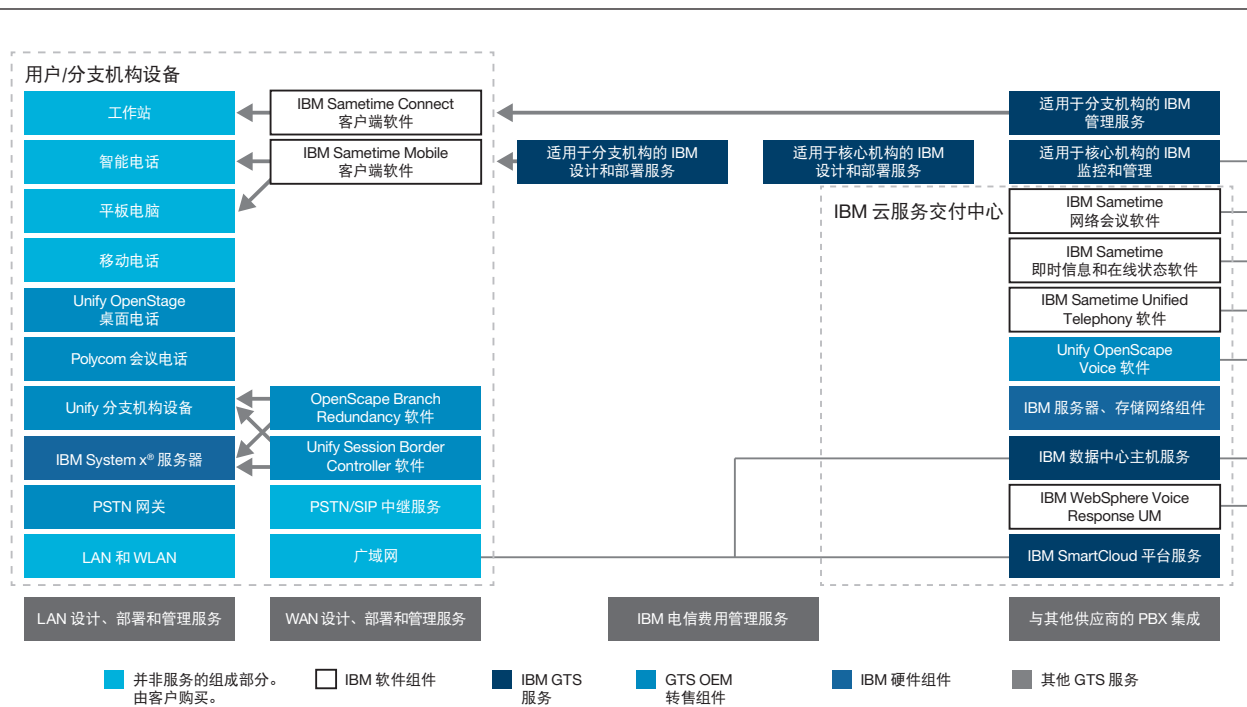 用户/分支机构设备
工作站
智能电话
平板电脑
移动电话
Unify OpenStage
桌面电话
Polycom 会议电话
Unify 分支机构设备
IBM System x® 服务器
PSTN 网关
LAN 和 WLAN
IBM Sametime Connect
客户端软件
IBM Sametime Mobile
客户端软件
OpenScape Branch
Redundancy 软件
Unify Session Border
Controller 软件
PSTN/SIP 中继服务
广域网
适用于分支机构的 IBM
设计和部署服务
适用于核心机构的 IBM
设计和部署服务
适用于分支机构的 IBM
管理服务
适用于核心机构的 IBM
监控和管理
IBM 云服务交付中心
IBM Sametime
网络会议软件
IBM Sametime
即时信息和在线状态软件
IBM Sametime Unified
Telephony 软件
Unify OpenScape
Voice 软件
IBM 服务器、存储网络组件
IBM 数据中心主机服务
IBM WebSphere Voice
Response UM
IBM SmartCloud 平台服务
LAN 设计、部署和管理服务
WAN 设计、部署和管理服务
IBM 电信费用管理服务
与其他供应商的 PBX 集成
并非服务的组成部分。
由客户购买。
IBM 软件组件
IBM GTS
服务
GTS OEM
转售组件
IBM 硬件组件
其他 GTS 服务